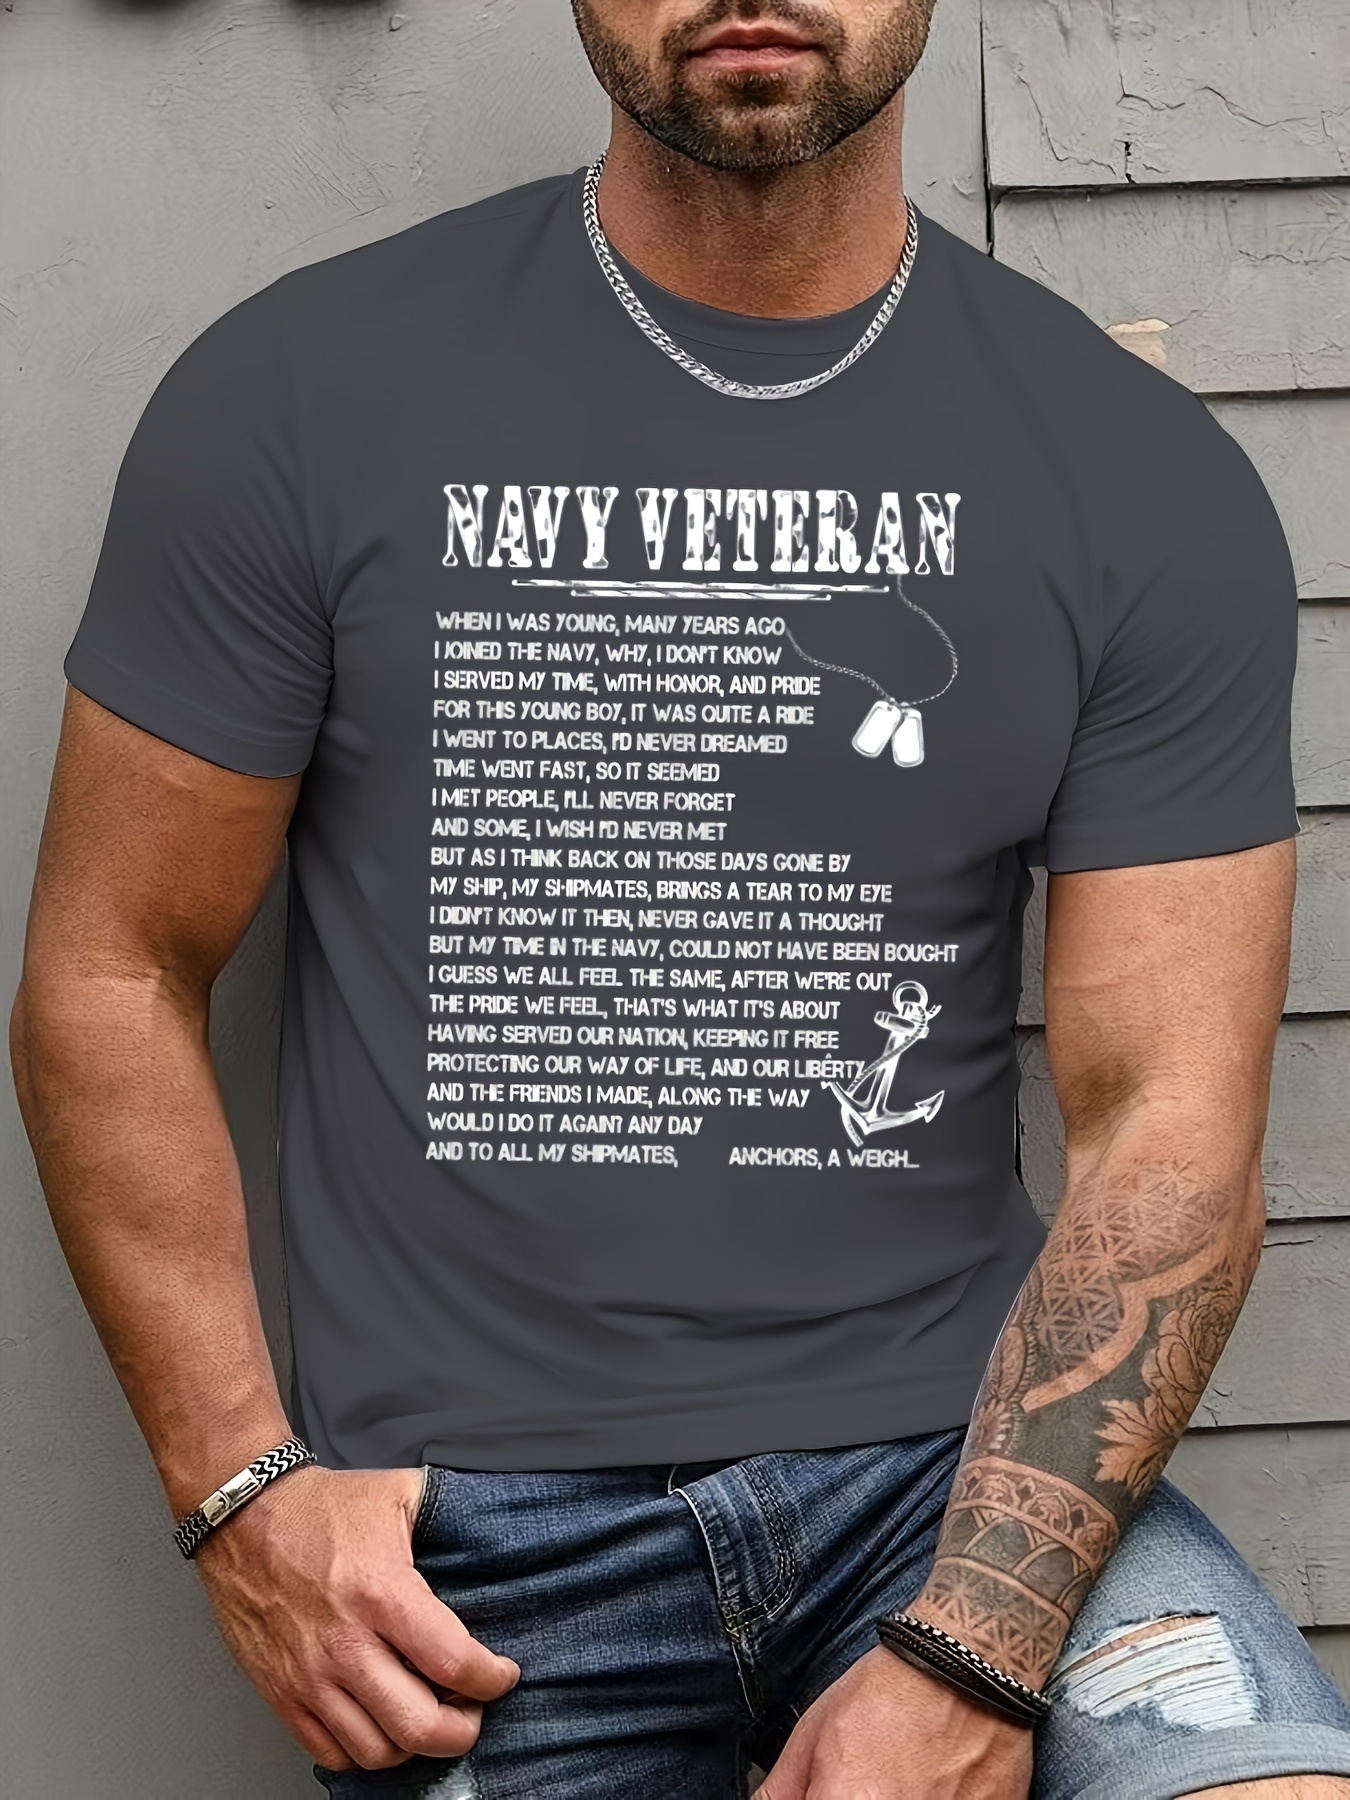 NAVY VETERAN
WHEN I WAS YOUNG, MANY YEARS AGO
I JOINED THE NAVY, WHY, I DON'T KNOW
I SERVED MY TIME, WITH HONOR, AND PRIDE
FOR THIS YOUNG BOY, IT WAS QUITE A RIDE
I WENT TO PLACES, I'D NEVER DREAMED
TIME WENT FAST, SO IT SEEMED
I MET PEOPLE, I'LL NEVER FORGET
AND SOME, I WISH I'D NEVER MET
BUT AS I THINK BACK ON THOSE DAYS GONE BY
MY SHIP, MY SHIPMATES, BRINGS A TEAR TO MY EYE
I DIDN'T KNOW IT THEN, NEVER GAVE IT A THOUGHT
BUT MY TIME IN THE NAVY, COULD NOT HAVE BEEN BOUGHT
I GUESS WE ALL FEEL THE SAME, AFTER WE'RE OUT
THE PRIDE WE FEEL, THAT'S WHAT IT'S ABOUT
HAVING SERVED OUR NATION, KEEPING IT FREE
PROTECTING OUR WAY OF LIFE, AND OUR LIBÊRTY
AND THE FRIENDS I MADE, ALONG THE WAY
WOULD I DO IT AGAIN? ANY DAY
AND TO ALL MY SHIPMATES, ANCHORS, A WEIGH...